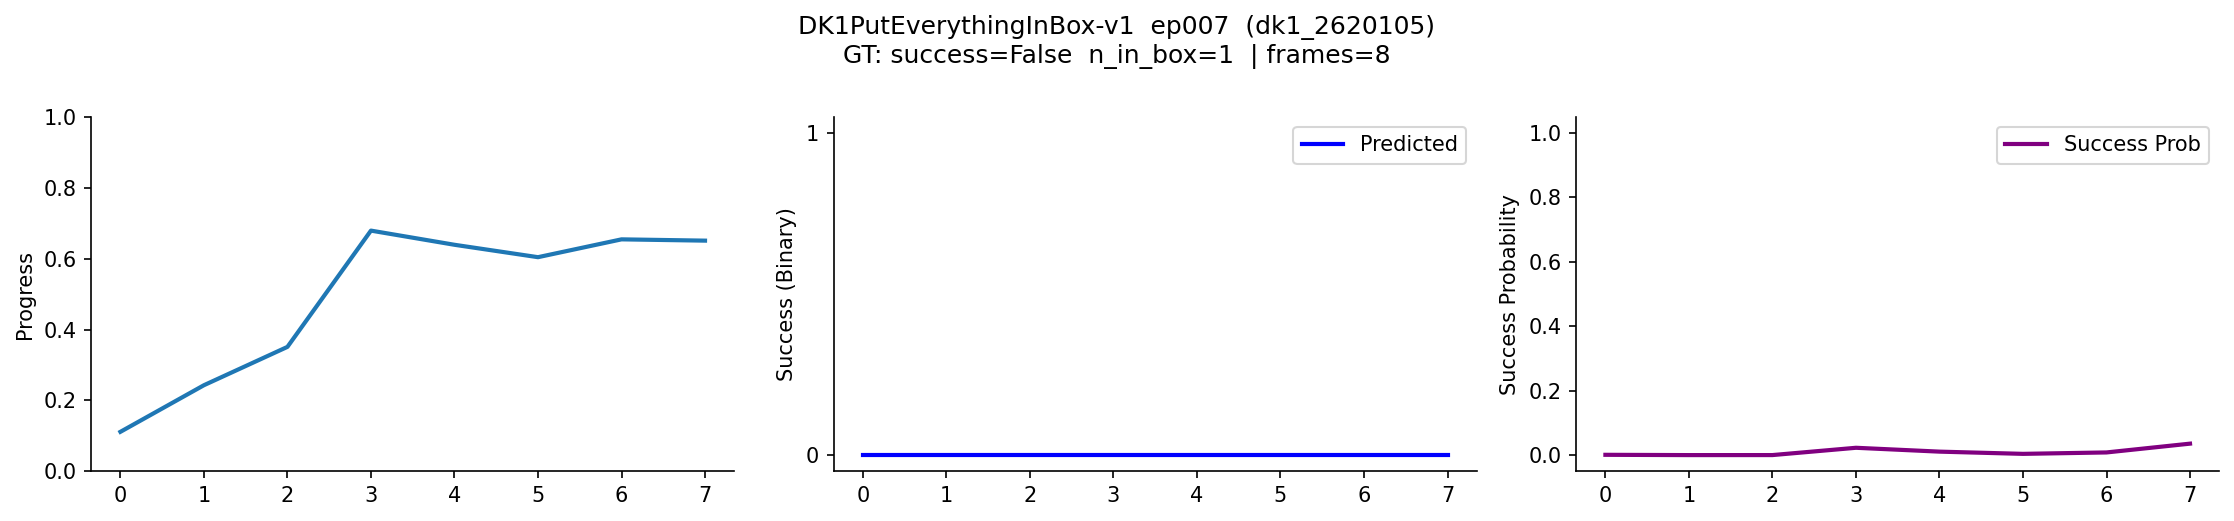 DK1PutEverythingInBox-v1 ep007 (dk1_2620105)
GT: success=False n_in_box=1 | frames=8
Progress
1.0
0.8
0.6
0.4
0.2
0.0
0 1 2 3 4 5 6 7
Success (Binary)
1
0
Predicted
0 1 2 3 4 5 6 7
Success Probability
1.0
0.8
0.6
0.4
0.2
0.0
Success Prob
0 1 2 3 4 5 6 7